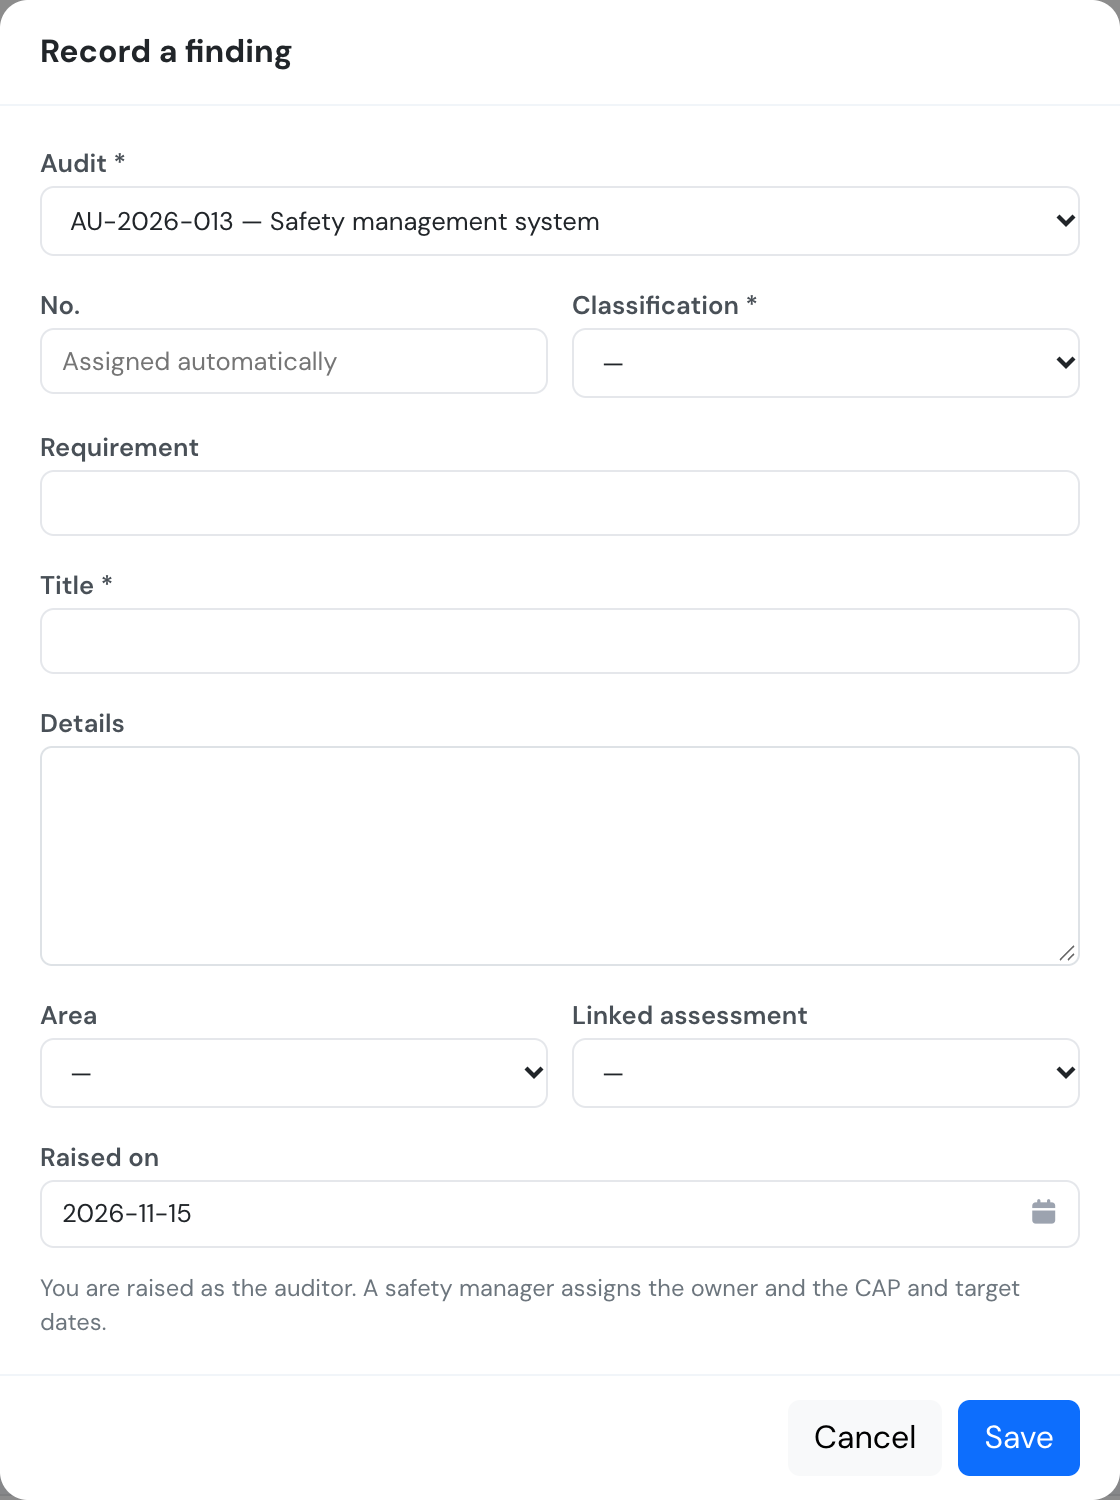 Record a finding
Audit *
AU-2026-013 — Safety management system
No.
Classification *
Assigned automatically
—
Requirement
Title *
Details
Area
Linked assessment
—
—
Raised on
2026-11-15
You are raised as the auditor. A safety manager assigns the owner and the CAP and target
dates.
Cancel
Save